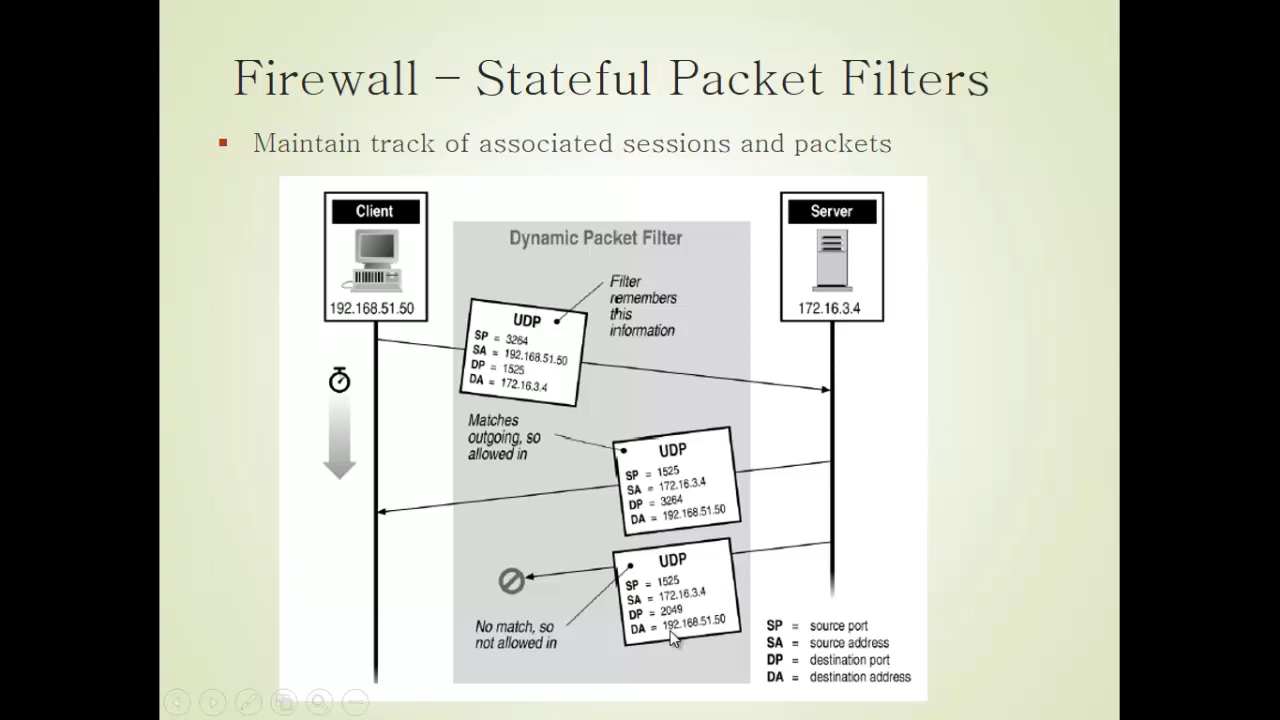 Firewall – Stateful Packet Filters
▪ Maintain track of associated sessions and packets
Client
192.168.51.50
Dynamic Packet Filter
Server
172.16.3.4
Filter
remembers
this
information
UDP
SP = 3264
SA = 192.168.51.50
DP = 1525
DA = 172.16.3.4
Matches
outgoing, so
allowed in
UDP
SP = 1525
SA = 172.16.3.4
DP = 3264
DA = 192.168.51.50
UDP
SP = 1525
SA = 172.16.3.4
DP = 2049
DA = 192.168.51.50
No match, so
not allowed in
SP = source port
SA = source address
DP = destination port
DA = destination address